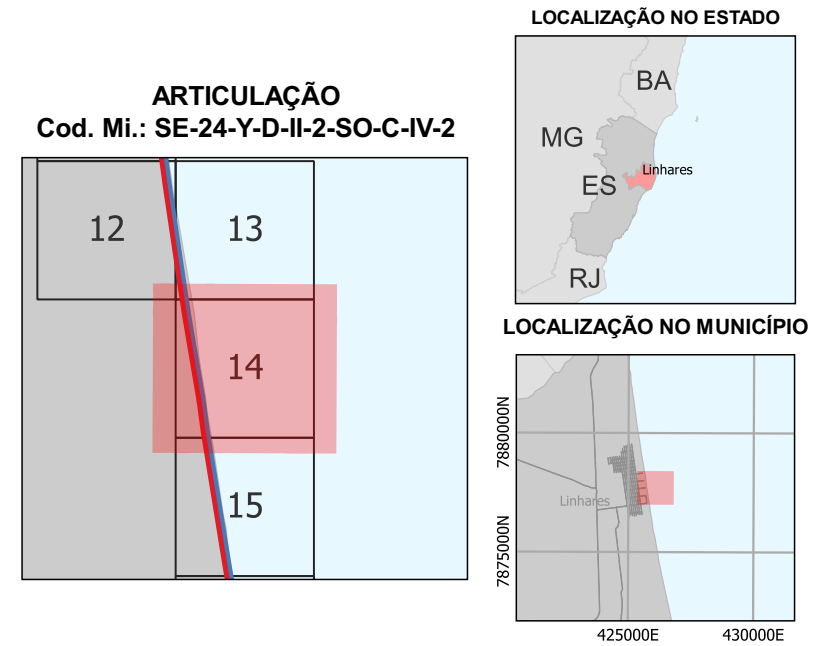 ARTICULAÇÃO
Cod. Mi.: SE-24-Y-D-II-2-SO-C-IV-2
12
13
14
15
LOCALIZAÇÃO NO ESTADO
BA
MG
Linhares
ES
RJ
LOCALIZAÇÃO NO MUNICÍPIO
7880000N
Linhares
7875000N
425000E
430000E